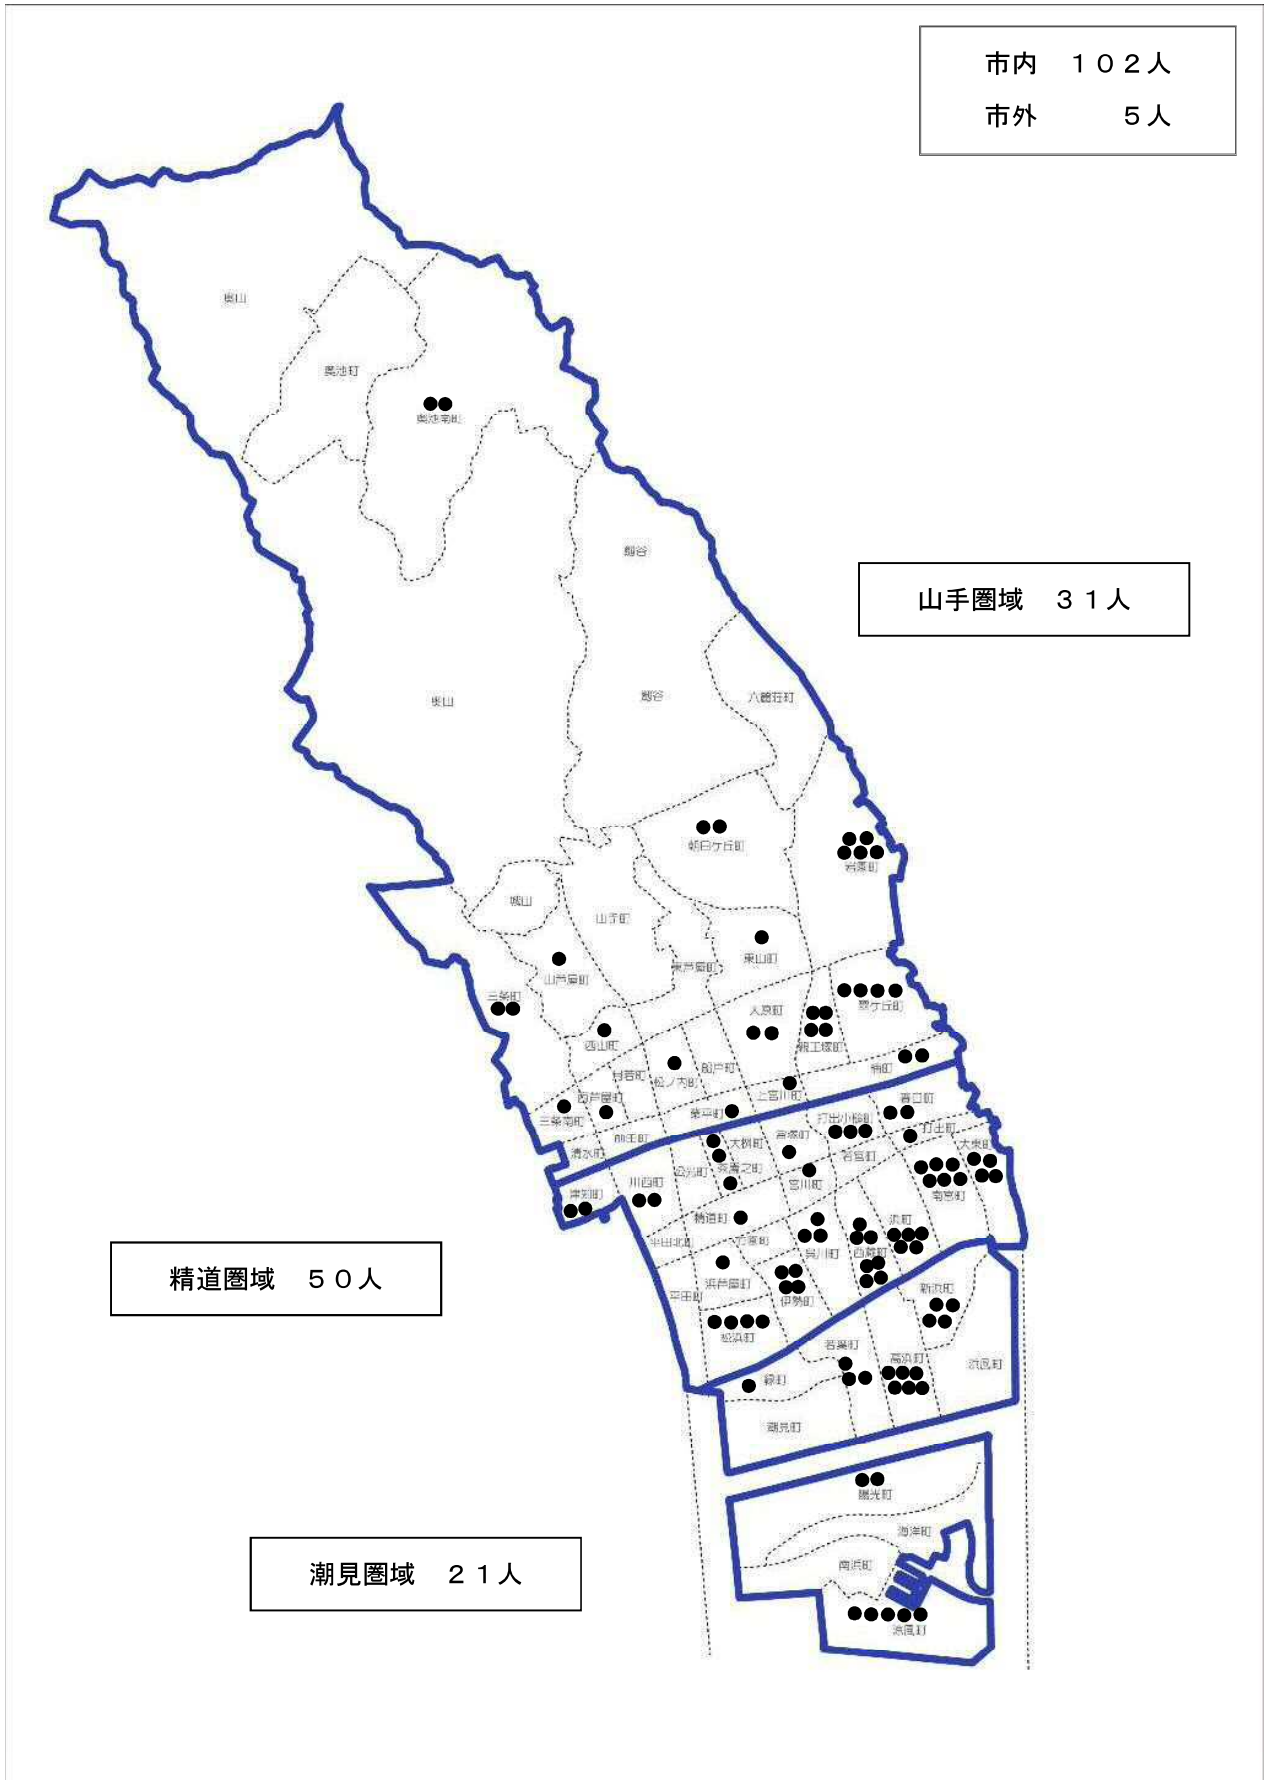 市内　１０２人
市外　　　５人
奥山
奥池町
奥池南町
剱谷
山手圏域　３１人
奥山
剱谷
六麓荘町
朝日ケ丘町
岩園町
城山
山手町
東山町
東芦屋町
山芦屋町
三条町
翠ケ丘町
大原町
親王塚町
西山町
月若町
松ノ内町
船戸町
楠町
上宮川町
西芦屋町
三条南町
業平町
春日町
打出小槌町
打出町
前田町
清水町
大桝町
宮塚町
若宮町
大東町
公光町
茶屋之町
宮川町
南宮町
川西町
津知町
精道町
浜町
平田北町
呉川町
西蔵町
浜芦屋町
精道圏域　５０人
平田町
伊勢町
新浜町
松浜町
若葉町
高浜町
浜風町
緑町
潮見町
陽光町
海洋町
南浜町
潮見圏域　２１人
涼風町